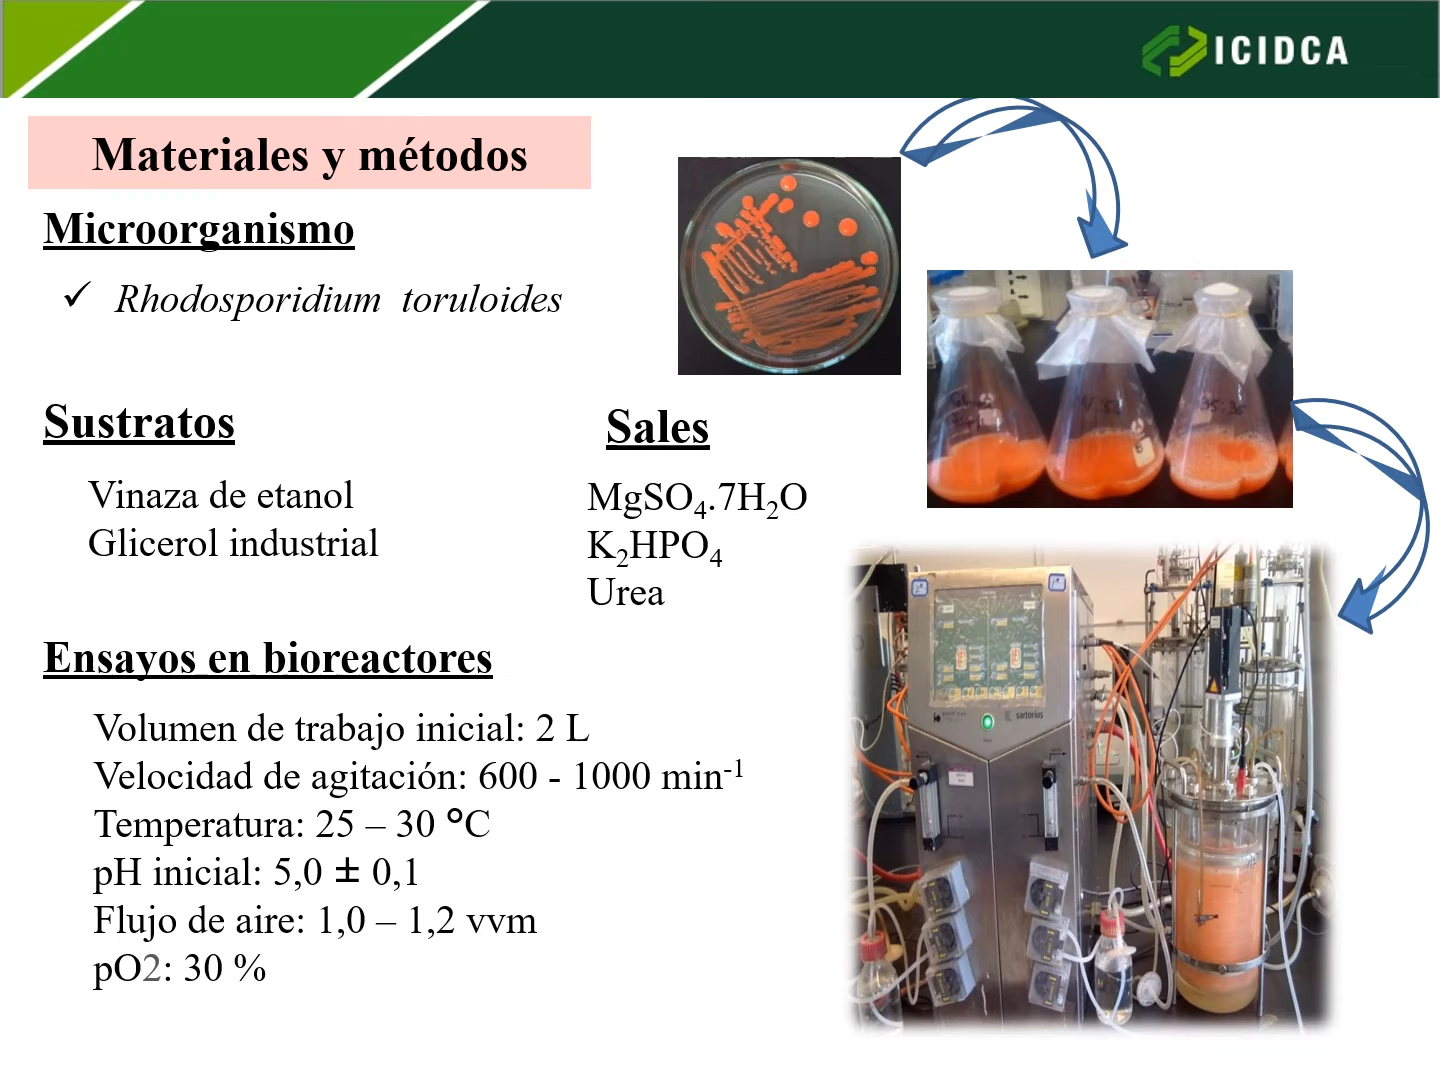 ICIDCA
Materiales y métodos
Microorganismo
✓ Rhodosporidium toruloides
Sustratos
Vinaza de etanol
Glicerol industrial
Sales
MgSO₄.7H₂O
K₂HPO₄
Urea
Ensayos en bioreactores
Volumen de trabajo inicial: 2 L
Velocidad de agitación: 600 - 1000 min⁻¹
Temperatura: 25 – 30 °C
pH inicial: 5,0 ± 0,1
Flujo de aire: 1,0 – 1,2 vvm
pO2: 30 %
sartorius